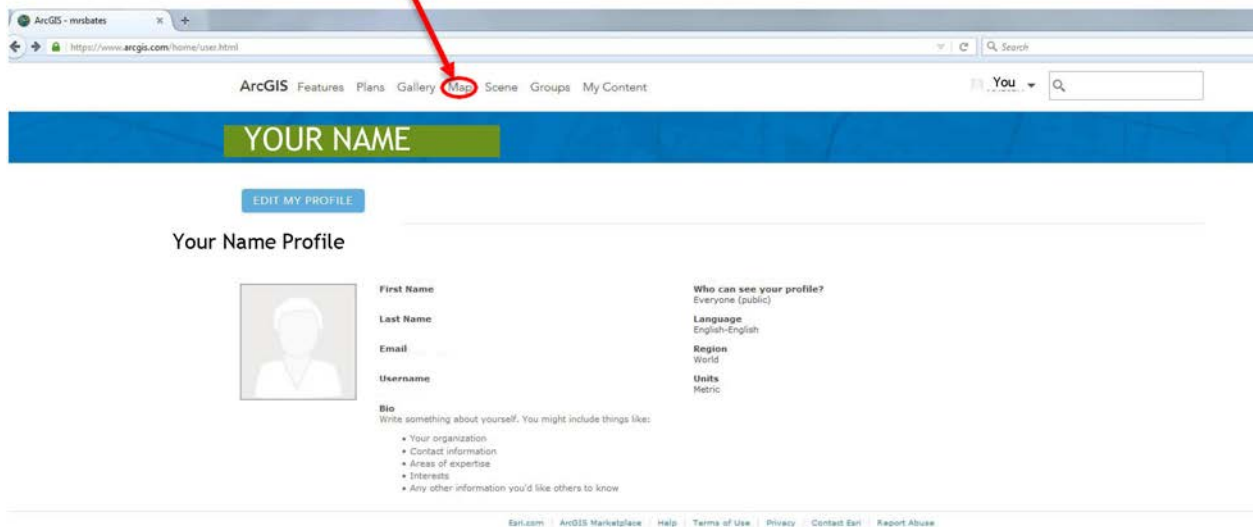 ArcGIS - mrsbates
https://www.arcgis.com/home/user.html
Search
ArcGIS Features Plans Gallery Map Scene Groups My Content
You
YOUR NAME
EDIT MY PROFILE
Your Name Profile
First Name
Who can see your profile?
Everyone (public)
Last Name
Language
English-English
Email
Region
World
Username
Units
Metric
Bio
Write something about yourself. You might include things like:
• Your organization
• Contact information
• Areas of expertise
• Interests
• Any other information you'd like others to know
Esri.com | ArcGIS Marketplace | Help | Terms of Use | Privacy | Contact Esri | Report Abuse